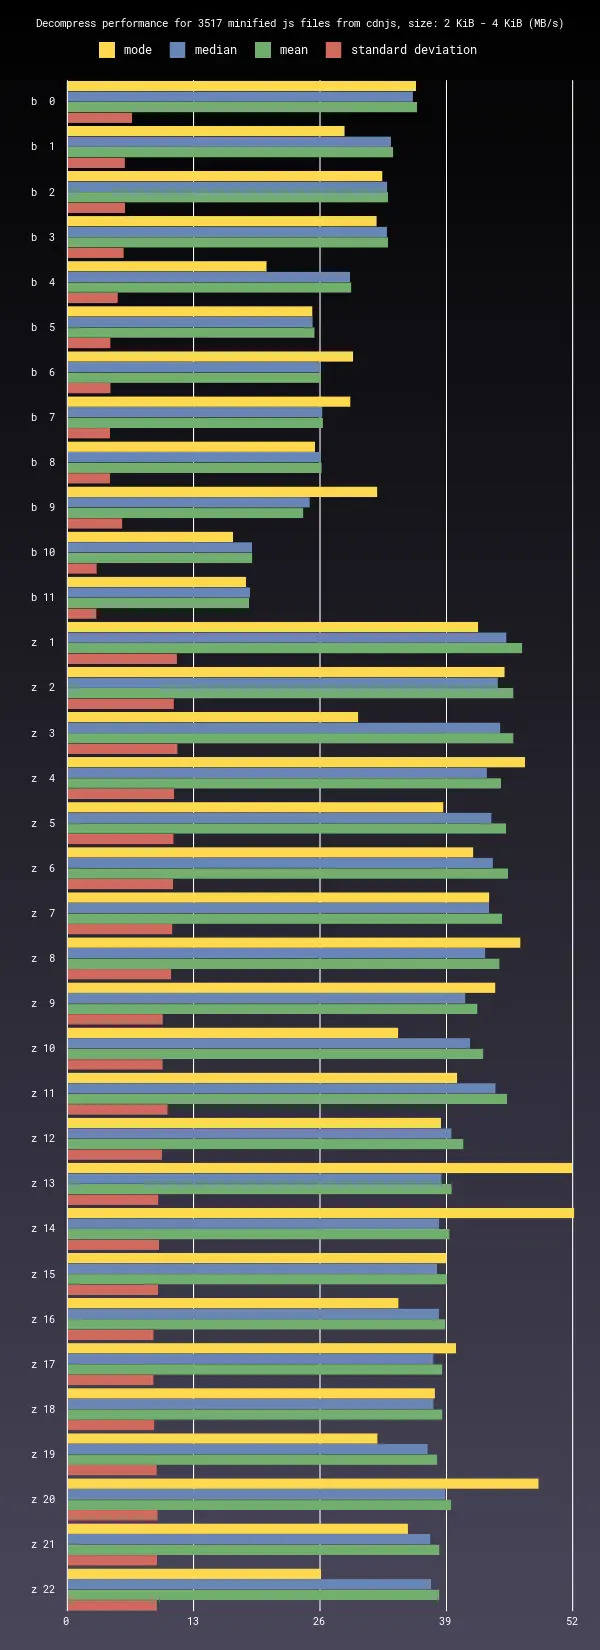 Decompress performance for 3517 minified js files from cdnjs, size: 2 KiB - 4 KiB (MB/s)
mode median mean standard deviation
b 0
b 1
b 2
b 3
b 4
b 5
b 6
b 7
b 8
b 9
b 10
b 11
z 1
z 2
z 3
z 4
z 5
z 6
z 7
z 8
z 9
z 10
z 11
z 12
z 13
z 14
z 15
z 16
z 17
z 18
z 19
z 20
z 21
z 22
0 13 26 39 52